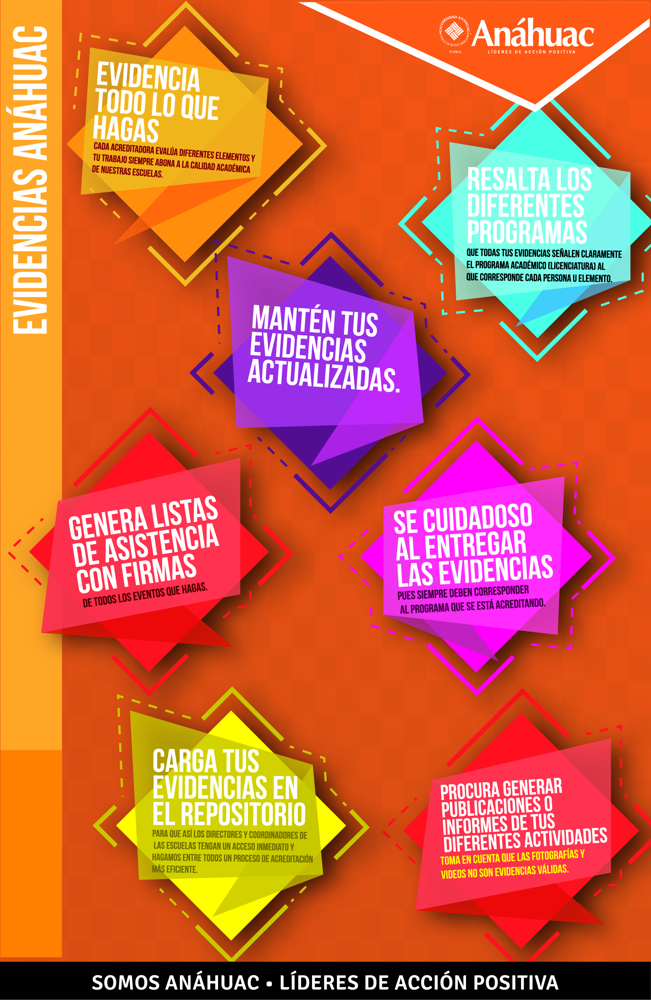 EVIDENCIAS ANÁHUAC
UNIVERSIDAD ANÁHUAC
VINCE IN BONO MALUM
PUEBLA
Anáhuac
LÍDERES DE ACCIÓN POSITIVA
EVIDENCIA
TODO LO QUE
HAGAS
CADA ACREDITADORA EVALÚA DIFERENTES ELEMENTOS Y
TU TRABAJO SIEMPRE ABONA A LA CALIDAD ACADÉMICA
DE NUESTRAS ESCUELAS.
RESALTA LOS
DIFERENTES
PROGRAMAS
QUE TODAS TUS EVIDENCIAS SEÑALEN CLARAMENTE
EL PROGRAMA ACADÉMICO (LICENCIATURA) AL
QUE CORRESPONDE CADA PERSONA U ELEMENTO.
MANTÉN TUS
EVIDENCIAS
ACTUALIZADAS.
GENERA LISTAS
DE ASISTENCIA
CON FIRMAS
DE TODOS LOS EVENTOS QUE HAGAS.
SE CUIDADOSO
AL ENTREGAR
LAS EVIDENCIAS
PUES SIEMPRE DEBEN CORRESPONDER
AL PROGRAMA QUE SE ESTÁ ACREDITANDO.
CARGA TUS
EVIDENCIAS EN
EL REPOSITORIO
PARA QUE ASÍ LOS DIRECTORES Y COORDINADORES DE
LAS ESCUELAS TENGAN UN ACCESO INMEDIATO Y
HAGAMOS ENTRE TODOS UN PROCESO DE ACREDITACIÓN
MÁS EFICIENTE.
PROCURA GENERAR
PUBLICACIONES O
INFORMES DE TUS
DIFERENTES ACTIVIDADES
TOMA EN CUENTA QUE LAS FOTOGRAFÍAS Y
VIDEOS NO SON EVIDENCIAS VÁLIDAS.
SOMOS ANÁHUAC • LÍDERES DE ACCIÓN POSITIVA